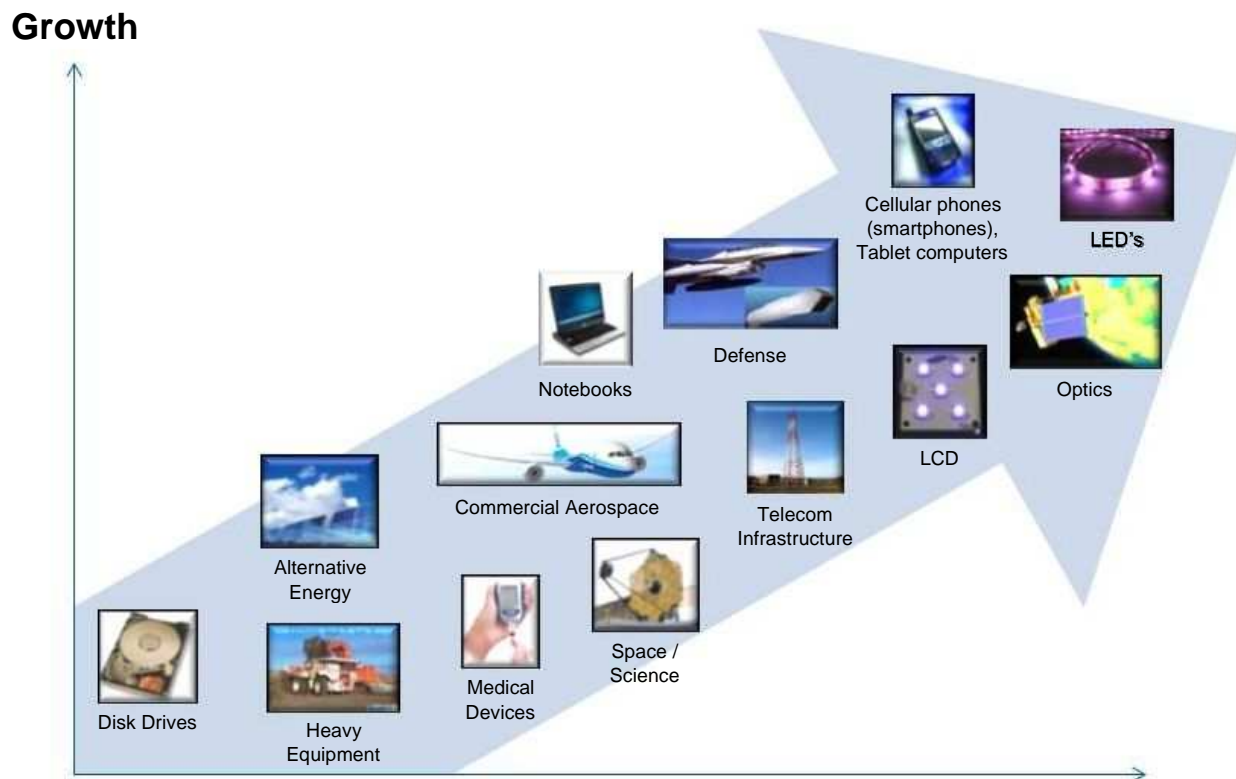 Growth
Cellular phones
(smartphones),
Tablet computers
LED's
Defense
Notebooks
Optics
LCD
Commercial Aerospace
Telecom
Infrastructure
Alternative
Energy
Space /
Science
Medical
Devices
Disk Drives
Heavy
Equipment